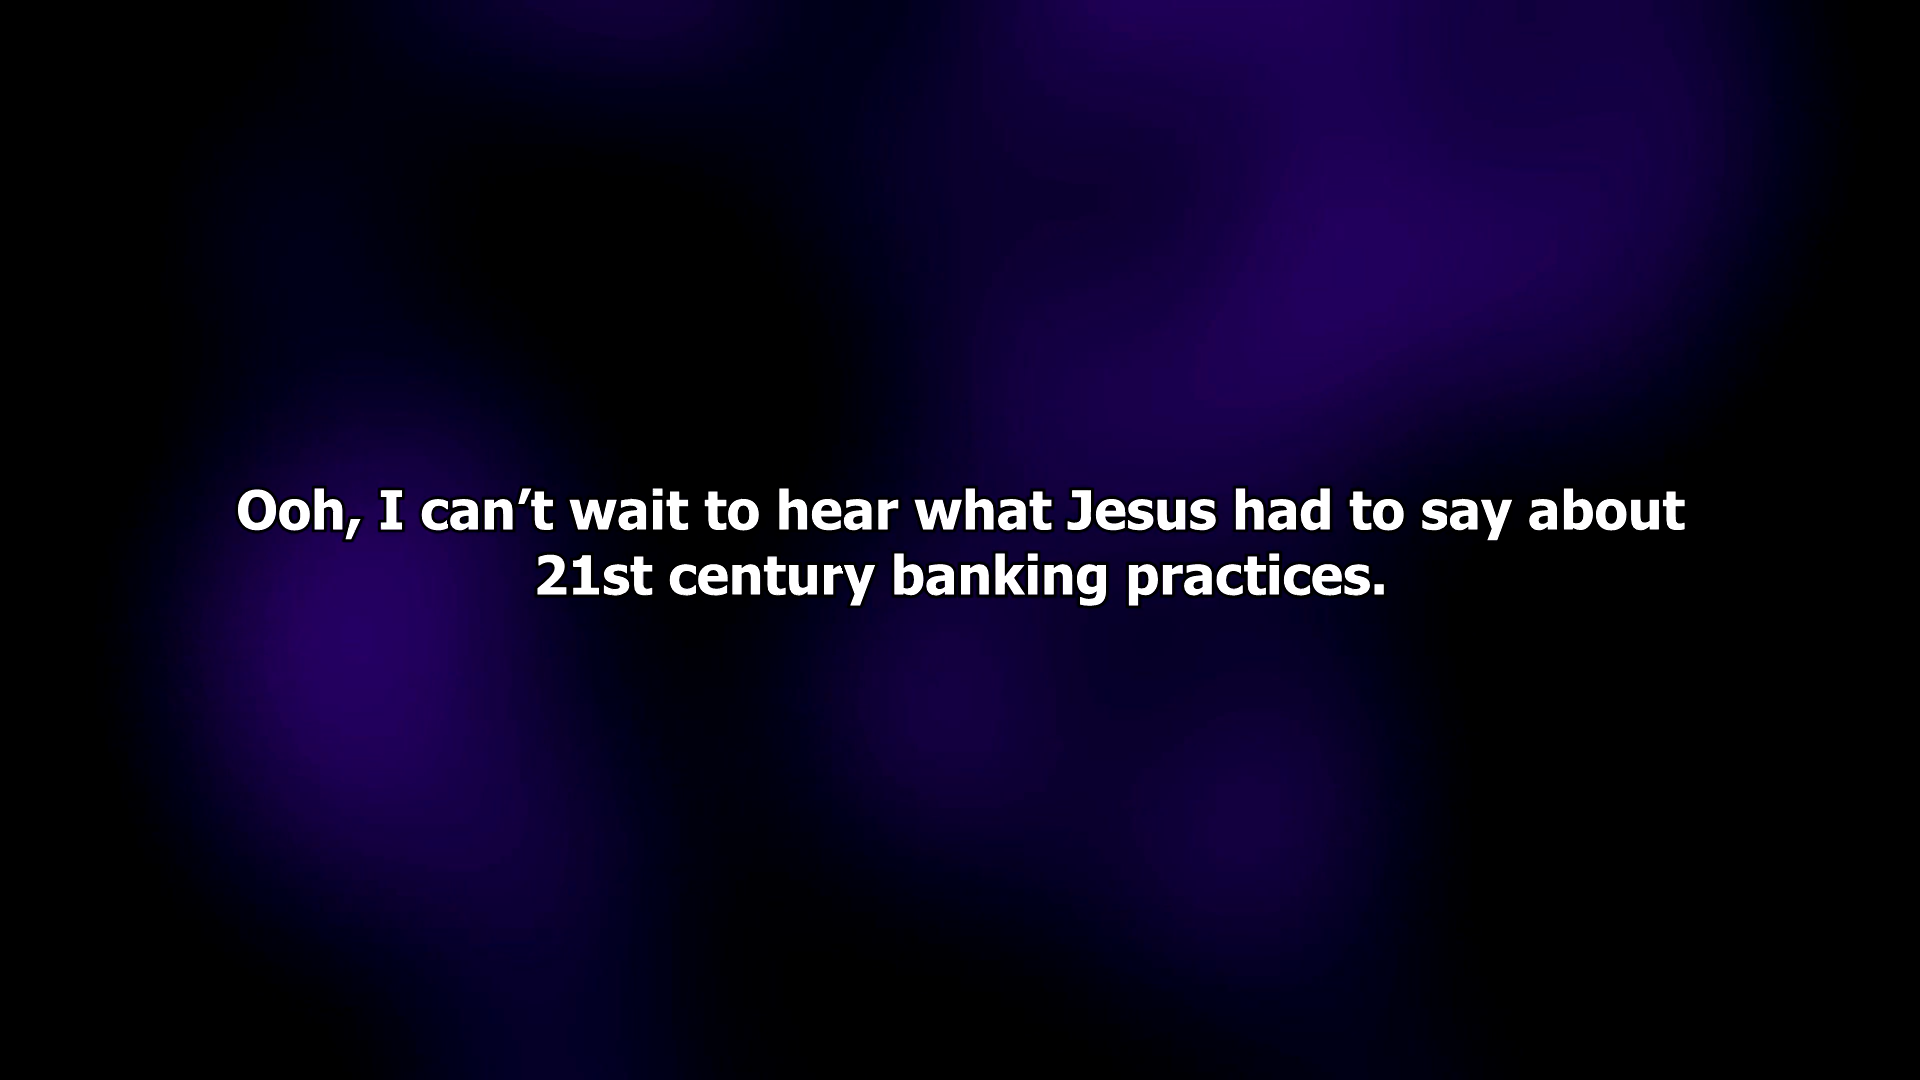 Ooh, I can’t wait to hear what Jesus had to say about
21st century banking practices.